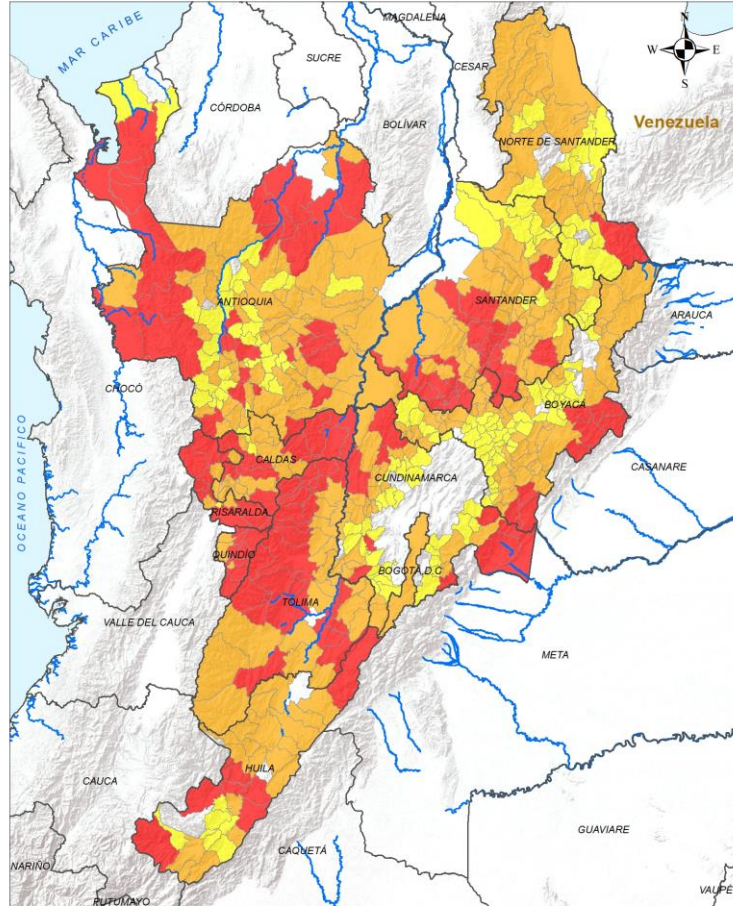 MAGDALENA
MAR CARIBE
N
W
E
S
SUCRE
CESAR
CÓRDOBA
BOLÍVAR
Venezuela
NORTE DE SANTANDER
ANTIOQUIA
SANTANDER
ARAUCA
CHOCÓ
BOYACÁ
CALDAS
CUNDINAMARCA
CASANARE
OCEANO PACIFICO
RISARALDA
QUINDÍO
BOGOTÁ, D.C
TOLIMA
VALLE DEL CAUCA
META
HUILA
CAUCA
GUAVIARE
CAQUETÁ
NARIÑO
PUTUMAYO
VAUPÉ